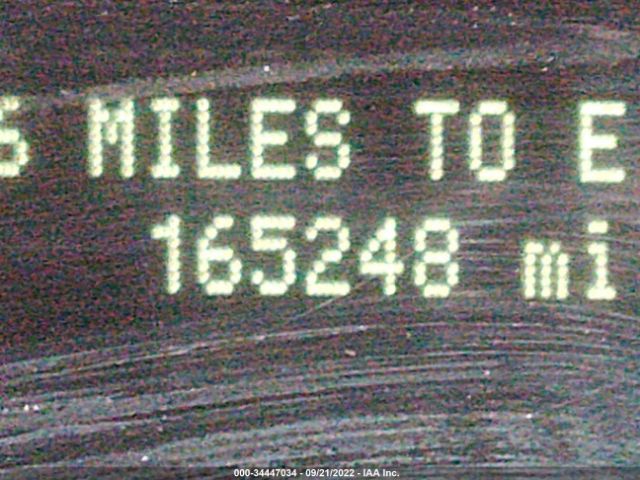 MILES TO E
165248 mi
000-34447034 - 09/21/2022 - IAA Inc.